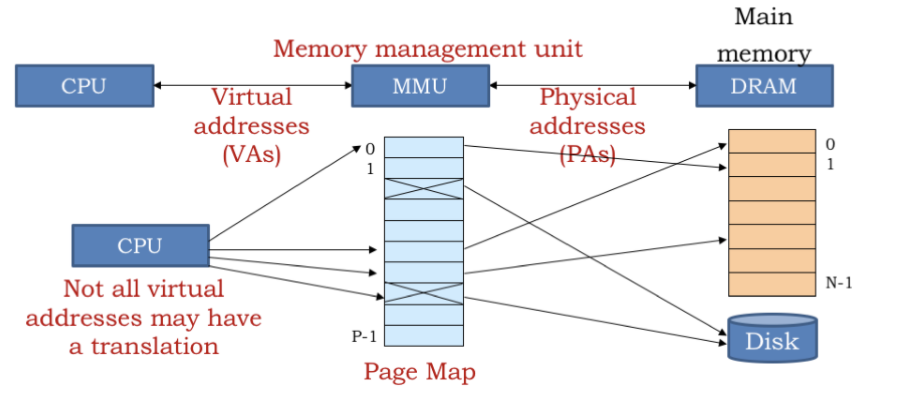 Main
memory
Memory management unit
CPU
MMU
DRAM
Virtual
addresses
(VAs)
Physical
addresses
(PAs)
0
1
P-1
0
1
N-1
CPU
Not all virtual
addresses may have
a translation
Disk
Page Map